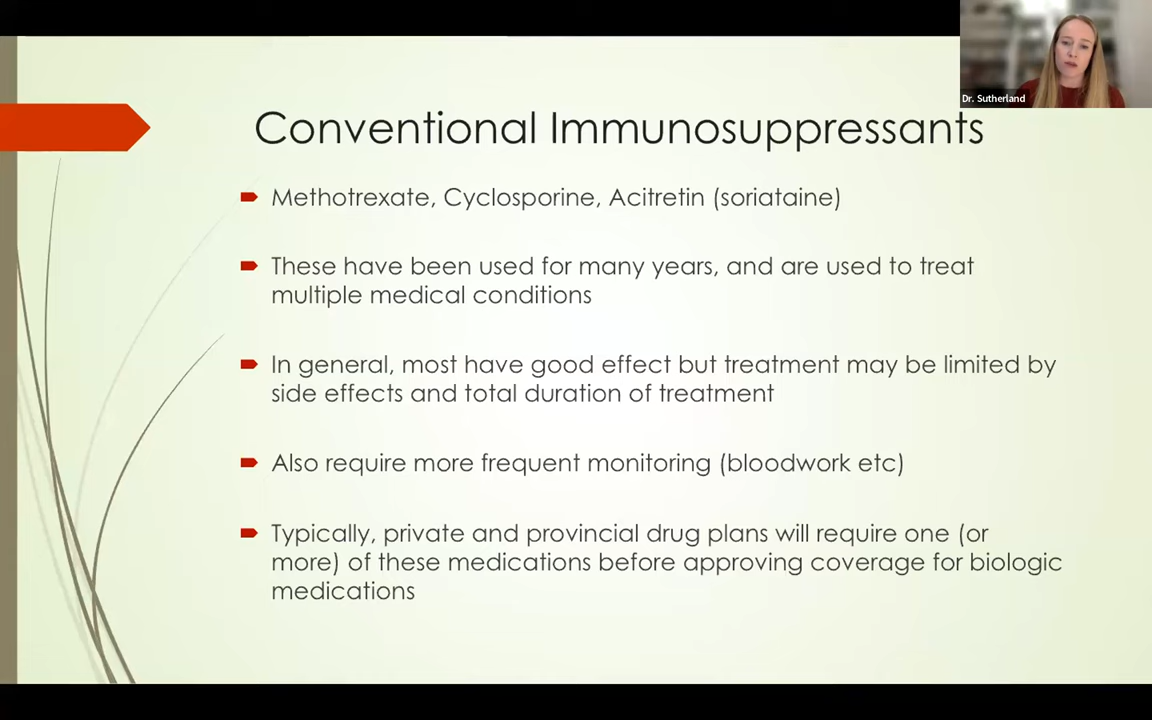 Dr. Sutherland
Conventional Immunosuppressants
Methotrexate, Cyclosporine, Acitretin (soriataine)
These have been used for many years, and are used to treat
multiple medical conditions
In general, most have good effect but treatment may be limited by
side effects and total duration of treatment
Also require more frequent monitoring (bloodwork etc)
Typically, private and provincial drug plans will require one (or
more) of these medications before approving coverage for biologic
medications